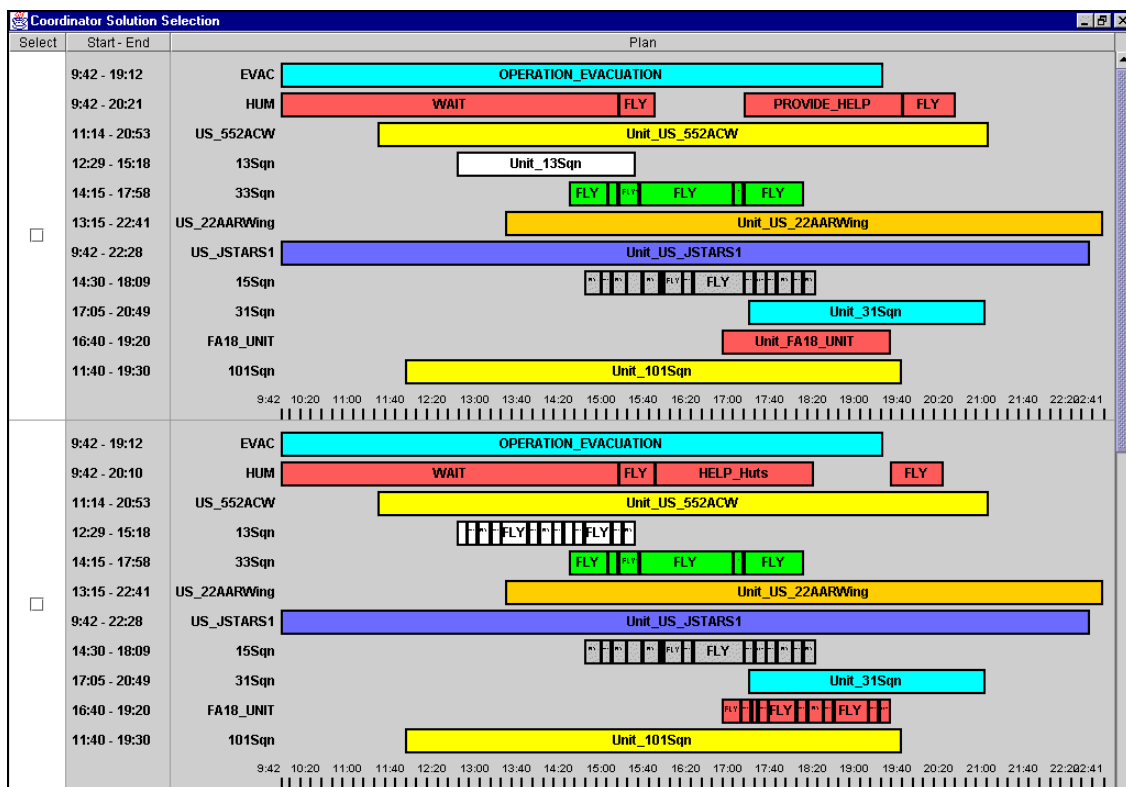 Coordinator Solution Selection
Select Start - End Plan
9:42 - 19:12 EVAC OPERATION_EVACUATION
9:42 - 20:21 HUM WAIT FLY PROVIDE_HELP FLY
11:14 - 20:53 US_552ACW Unit_US_552ACW
12:29 - 15:18 13Sqn Unit_13Sqn
14:15 - 17:58 33Sqn FLY FLY FLY FLY
13:15 - 22:41 US_22AARWing Unit_US_22AARWing
9:42 - 22:28 US_JSTARS1 Unit_US_JSTARS1
14:30 - 18:09 15Sqn FLY FLY
17:05 - 20:49 31Sqn Unit_31Sqn
16:40 - 19:20 FA18_UNIT Unit_FA18_UNIT
11:40 - 19:30 101Sqn Unit_101Sqn
9:42 10:20 11:00 11:40 12:20 13:00 13:40 14:20 15:00 15:40 16:20 17:00 17:40 18:20 19:00 19:40 20:20 21:00 21:40 22:20 22:41
9:42 - 19:12 EVAC OPERATION_EVACUATION
9:42 - 20:10 HUM WAIT FLY HELP_Huts FLY
11:14 - 20:53 US_552ACW Unit_US_552ACW
12:29 - 15:18 13Sqn FLY FLY
14:15 - 17:58 33Sqn FLY FLY FLY FLY
13:15 - 22:41 US_22AARWing Unit_US_22AARWing
9:42 - 22:28 US_JSTARS1 Unit_US_JSTARS1
14:30 - 18:09 15Sqn FLY FLY
17:05 - 20:49 31Sqn Unit_31Sqn
16:40 - 19:20 FA18_UNIT FLY FLY FLY
11:40 - 19:30 101Sqn Unit_101Sqn
9:42 10:20 11:00 11:40 12:20 13:00 13:40 14:20 15:00 15:40 16:20 17:00 17:40 18:20 19:00 19:40 20:20 21:00 21:40 22:20 22:41